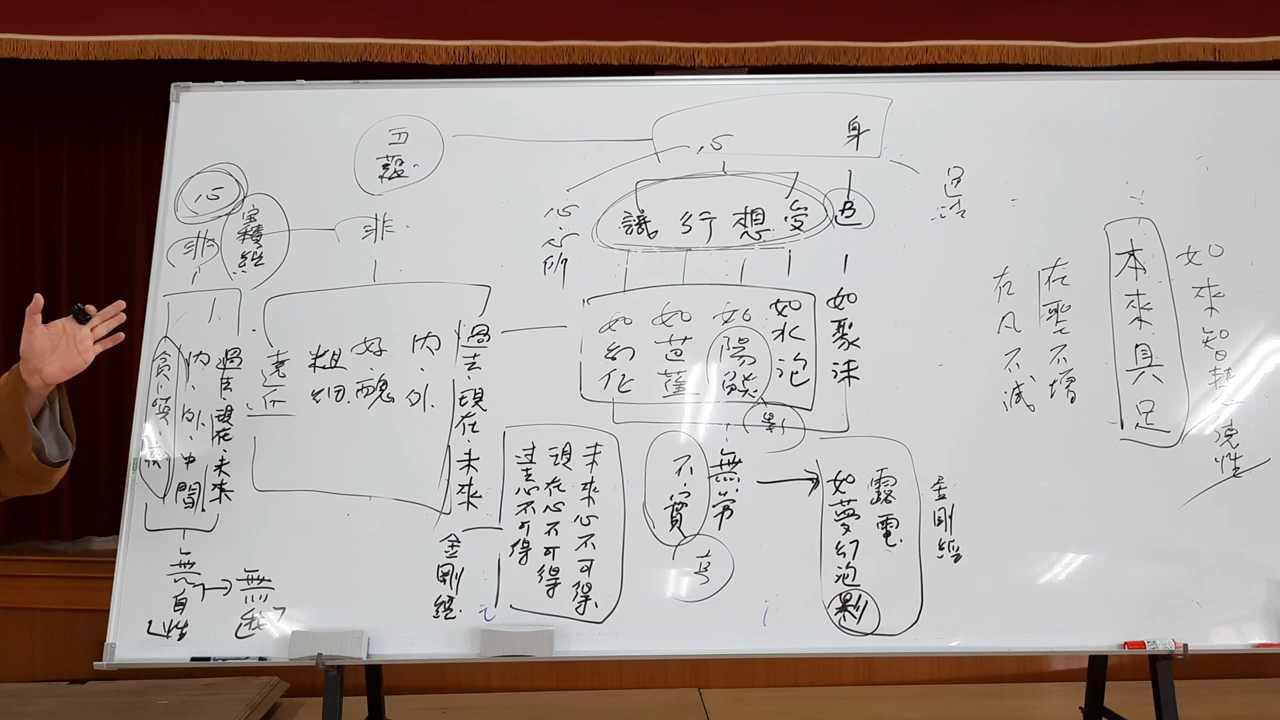 如來智慧德性
本來具足
在聖不增
在凡不減
身
心
五蘊
色
受
想
行
識
心
心所
如聚沫
如水泡
如陽燄
如芭蕉
如幻化
影
無常
不實
露電
如夢幻泡影
金剛經
未來心不可得
現在心不可得
過去心不可得
金剛經
非
過去現在未來
內外
好醜
粗細
遠近
心
寶積經
非
過去現在未來
內外中間
貪瞋
無自性
無我